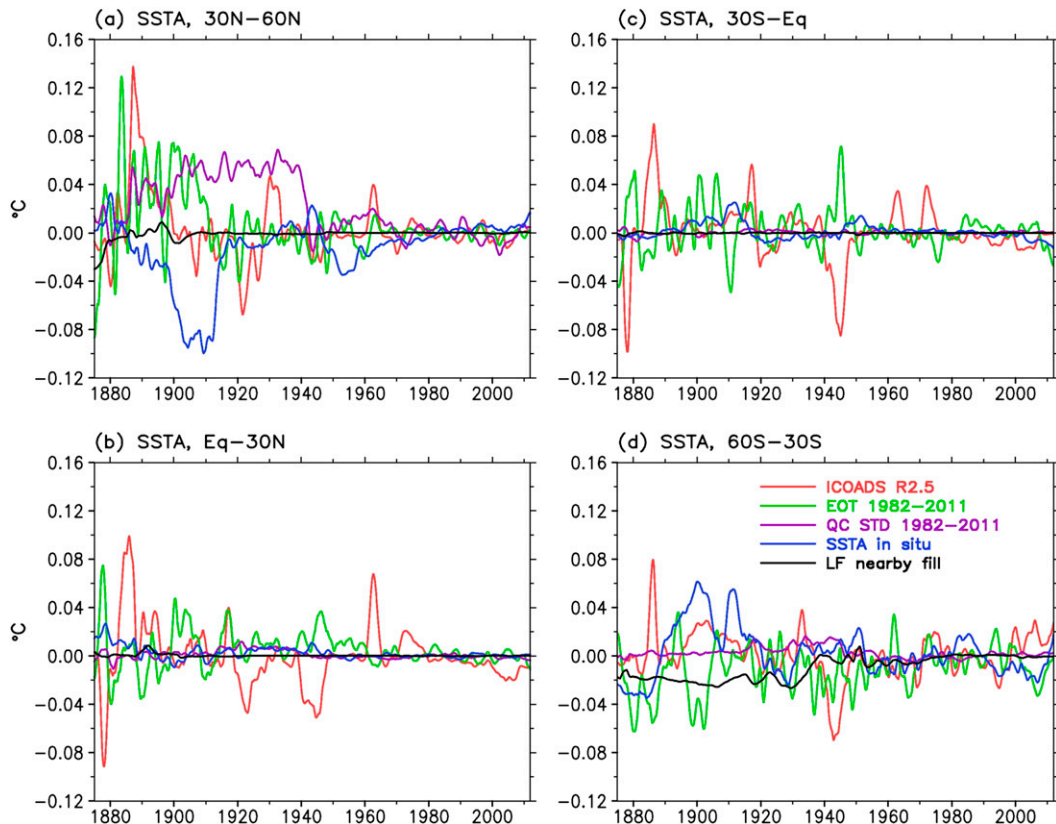 (a) SSTA, 30N−60N
°C
0.16
0.12
0.08
0.04
0.00
−0.04
−0.08
−0.12
1880 1900 1920 1940 1960 1980 2000
(c) SSTA, 30S−Eq
0.16
0.12
0.08
0.04
0.00
−0.04
−0.08
−0.12
1880 1900 1920 1940 1960 1980 2000
(b) SSTA, Eq−30N
°C
0.16
0.12
0.08
0.04
0.00
−0.04
−0.08
−0.12
1880 1900 1920 1940 1960 1980 2000
(d) SSTA, 60S−30S
0.16
0.12
0.08
0.04
0.00
−0.04
−0.08
−0.12
1880 1900 1920 1940 1960 1980 2000
ICOADS R2.5
EOT 1982−2011
QC STD 1982−2011
SSTA in situ
LF nearby fill